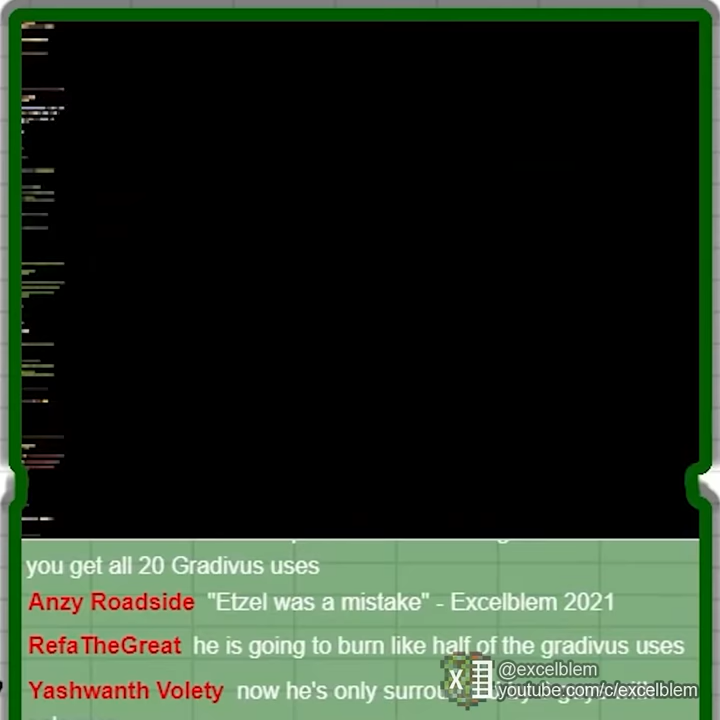 you get all 20 Gradivus uses
Anzy Roadside "Etzel was a mistake" - Excelblem 2021
RefaTheGreat he is going to burn like half of the gradivus uses
@excelblem
Yashwanth Volety now he's only
youtube.com/c/excelblem